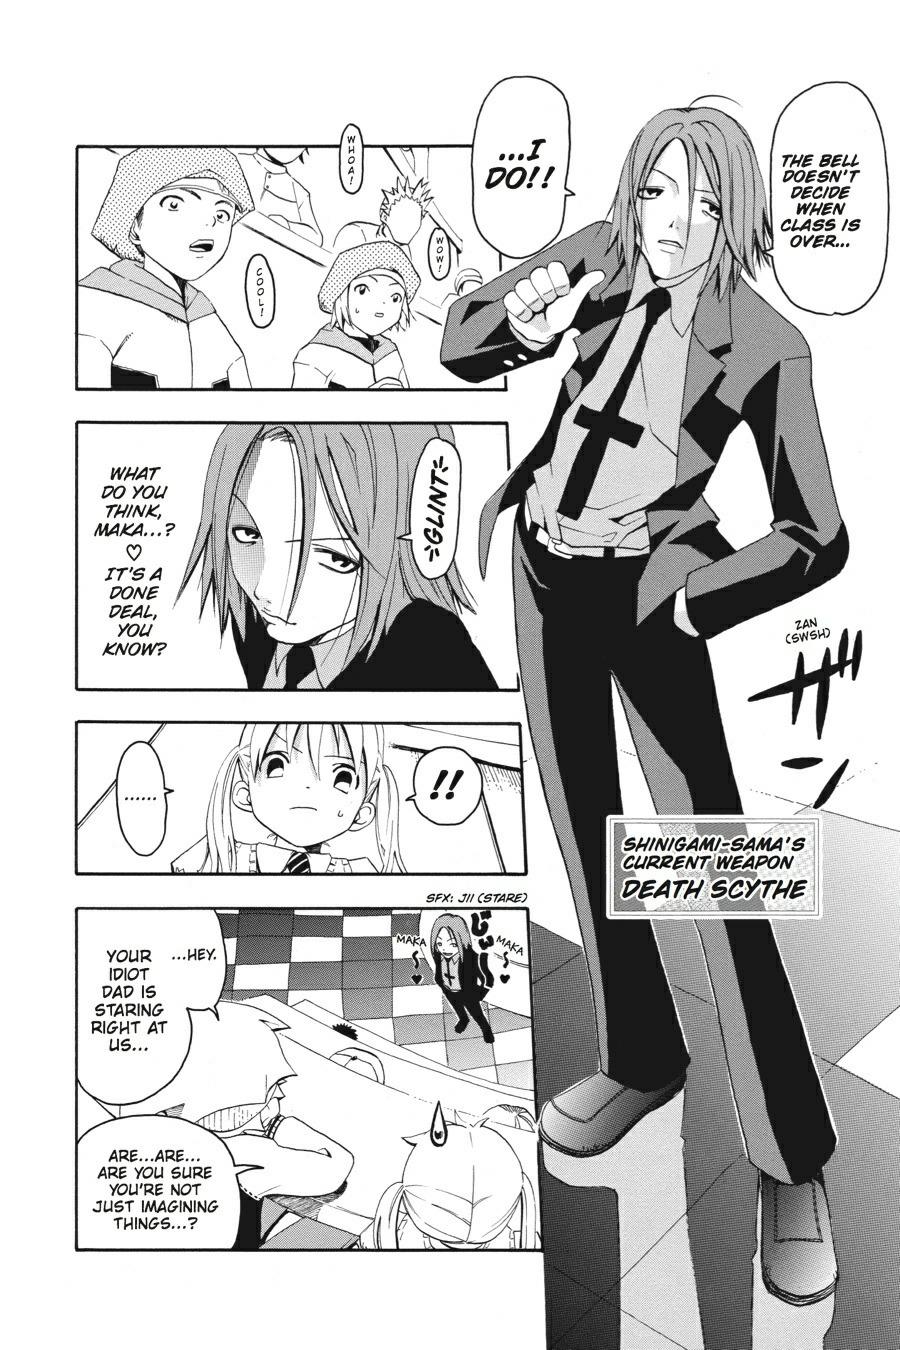 THE BELL
DOESN'T
DECIDE
WHEN
CLASS IS
OVER...
...I
DO!!
ZAN
(SWSH)
SHINIGAMI-SAMA'S
CURRENT WEAPON
DEATH SCYTHE
WHOA!
WOW!
COOL!
GLINT
WHAT
DO YOU
THINK,
MAKA...?
♡
IT'S A
DONE
DEAL,
YOU
KNOW?
!!
......
SFX: JII (STARE)
じー
MAKA
~♥
MAKA
~♥
...HEY.
YOUR
IDIOT
DAD IS
STARING
RIGHT AT
US...
ARE...ARE...
ARE YOU SURE
YOU'RE NOT
JUST IMAGINING
THINGS...?